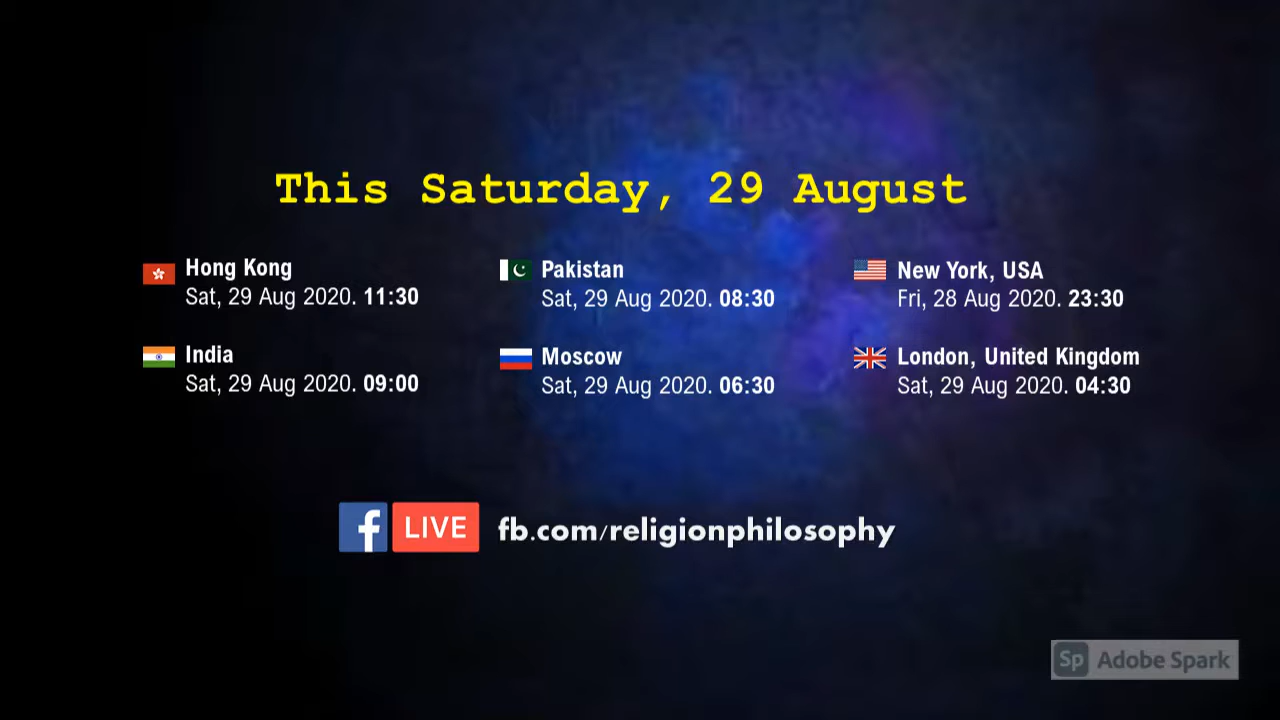 This Saturday, 29 August
Hong Kong
Sat, 29 Aug 2020. 11:30
Pakistan
Sat, 29 Aug 2020. 08:30
New York, USA
Fri, 28 Aug 2020. 23:30
India
Sat, 29 Aug 2020. 09:00
Moscow
Sat, 29 Aug 2020. 06:30
London, United Kingdom
Sat, 29 Aug 2020. 04:30
f LIVE fb.com/religionphilosophy
Sp Adobe Spark